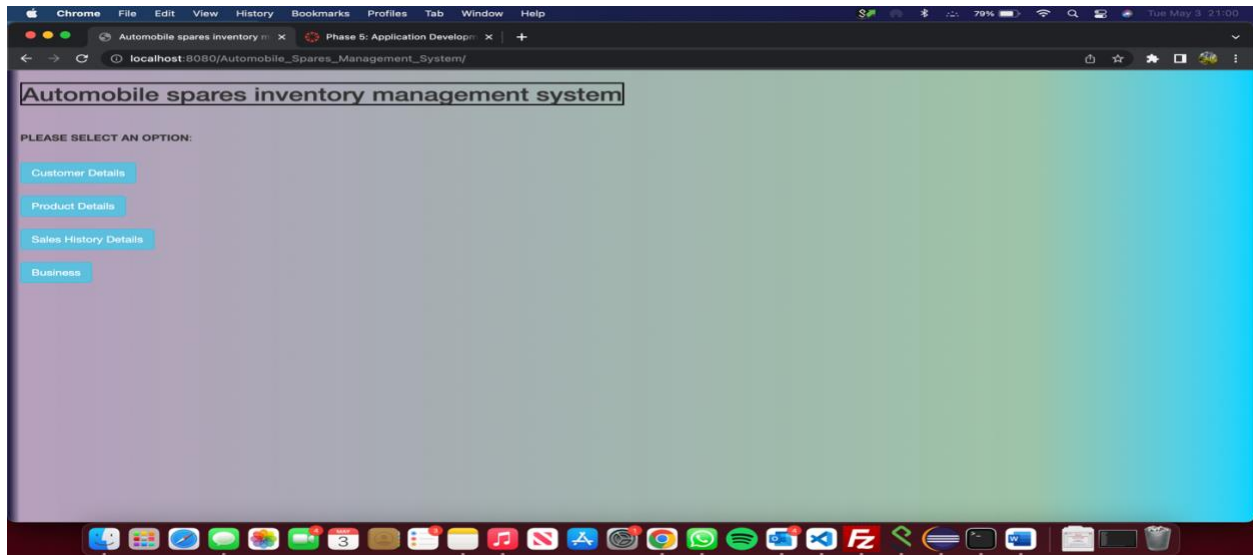 Chrome File Edit View History Bookmarks Profiles Tab Window Help 79% Tue May 3 21:00
Automobile spares inventory m Phase 5: Application Developm
localhost:8080/Automobile_Spares_Management_System/
Automobile spares inventory management system
PLEASE SELECT AN OPTION:
Customer Details
Product Details
Sales History Details
Business
MAY
3